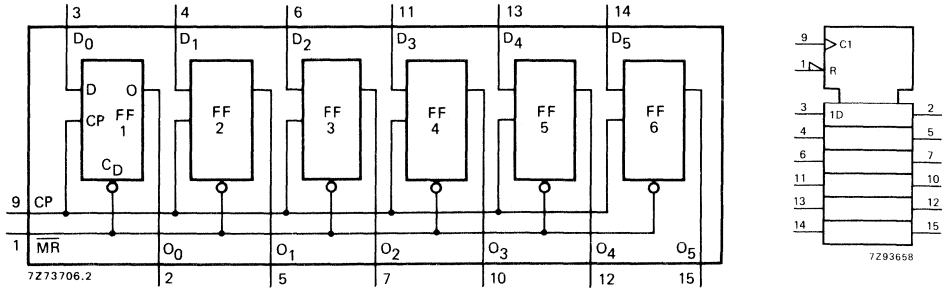 3 4 6 11 13 14
D0 D1 D2 D3 D4 D5
D O
FF FF FF FF FF FF
CP
1 2 3 4 5 6
CD
9 CP
1 MR O0 O1 O2 O3 O4 O5
7Z73706.2 2 5 7 10 12 15
9 C1
1 R
3 1D 2
4 5
6 7
11 10
13 12
14 15
7Z93658